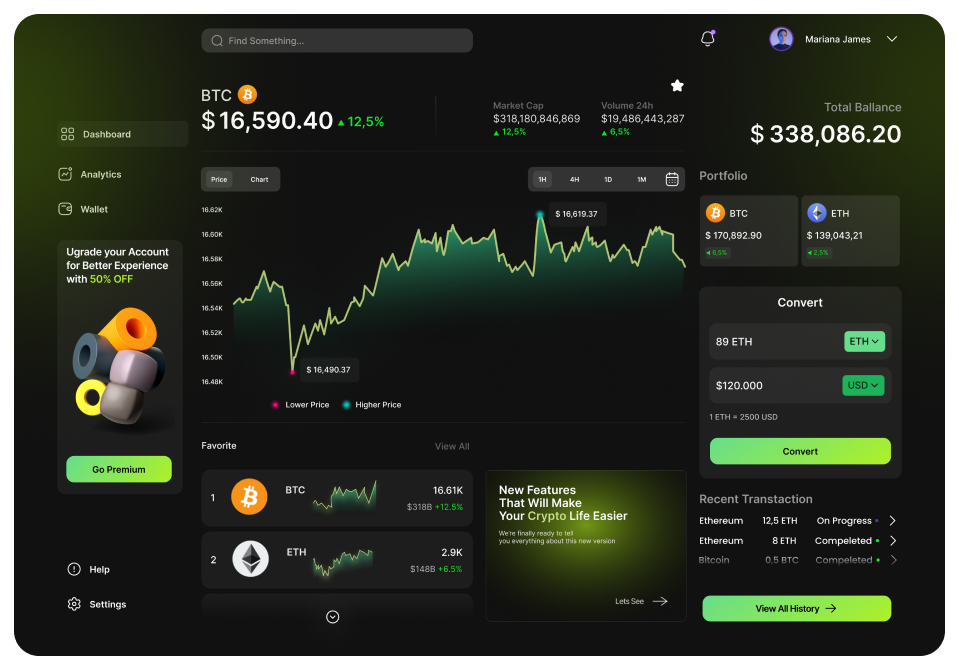 Find Something...
Mariana James
Dashboard
Analytics
Wallet
Ugrade your Account
for Better Experience
with 50% OFF
Go Premium
Help
Settings
BTC
$ 16,590.40 12,5%
Market Cap
$318,180,846,869
12,5%
Volume 24h
$19,486,443,287
6,5%
Price Chart
1H 4H 1D 1M
16.62K
16.60K
16.58K
16.56K
16.54K
16.52K
16.50K
16.48K
$ 16,619.37
$ 16,490.37
Lower Price Higher Price
Favorite View All
1 BTC 16.61K
$318B +12.5%
2 ETH 2.9K
$148B +6.5%
New Features
That Will Make
Your Crypto Life Easier
We're finally ready to tell
you everything about this new version
Lets See
Total Ballance
$ 338,086.20
Portfolio
BTC
$ 170,892.90
6,5%
ETH
$ 139,043,21
2,5%
Convert
89 ETH ETH
$120.000 USD
1 ETH = 2500 USD
Convert
Recent Transtaction
Ethereum 12,5 ETH On Progress
Ethereum 8 ETH Compeleted
Bitcoin 0,5 BTC Compeleted
View All History